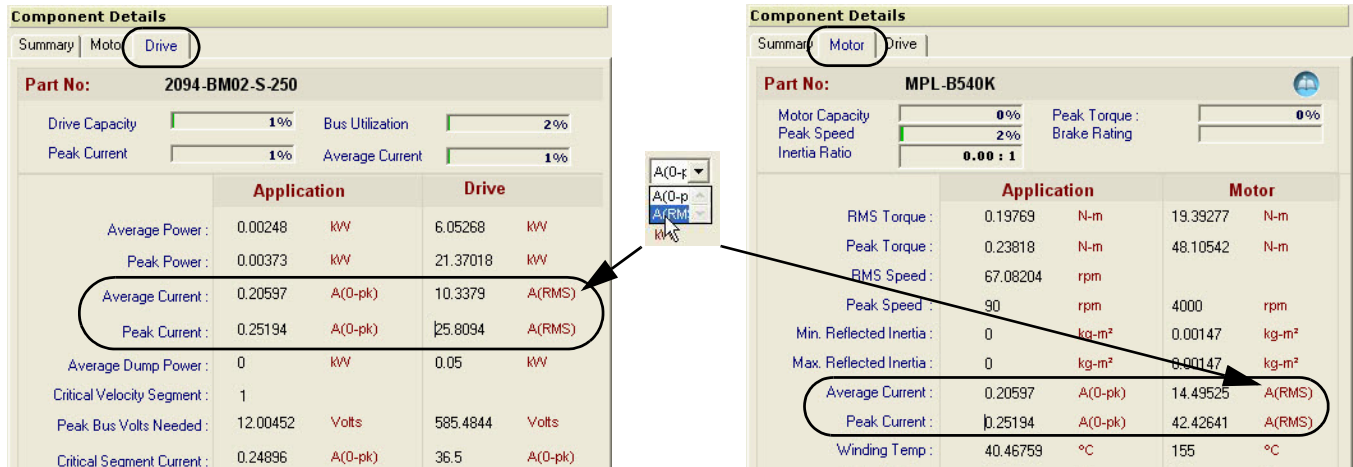 Component Details
Summary Motor Drive
Part No: 2094-BM02-S-250
Drive Capacity 1% Bus Utilization 2%
Peak Current 1% Average Current 1%
Application Drive
Average Power : 0.00248 kW 6.05268 kW
Peak Power : 0.00373 kW 21.37018 kW
Average Current : 0.20597 A(0-pk) 10.3379 A(RMS)
Peak Current : 0.25194 A(0-pk) 25.8094 A(RMS)
Average Dump Power : 0 kW 0.05 kW
Critical Velocity Segment : 1
Peak Bus Volts Needed : 12.00452 Volts 585.4844 Volts
Critical Segment Current : 0.24896 A(0-pk) 36.5 A(0-pk)
A(0-p
A(0-p
A(RM
kW
Component Details
Summary Motor Drive
Part No: MPL-B540K
Motor Capacity 0% Peak Torque : 0%
Peak Speed 2% Brake Rating
Inertia Ratio 0.00 : 1
Application Motor
RMS Torque : 0.19769 N-m 19.39277 N-m
Peak Torque : 0.23818 N-m 48.10542 N-m
RMS Speed : 67.08204 rpm
Peak Speed : 90 rpm 4000 rpm
Min. Reflected Inertia : 0 kg-m² 0.00147 kg-m²
Max. Reflected Inertia : 0 kg-m² 0.00147 kg-m²
Average Current : 0.20597 A(0-pk) 14.49525 A(RMS)
Peak Current : 0.25194 A(0-pk) 42.42641 A(RMS)
Winding Temp : 40.46759 °C 155 °C